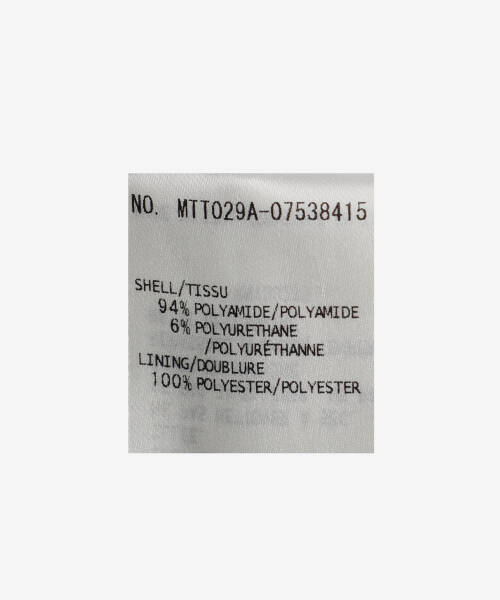 NO. MTT029A-07538415
SHELL/TISSU
94% POLYAMIDE/POLYAMIDE
6% POLYURETHANE
/POLYURÉTHANNE
LINING/DOUBLURE
100% POLYESTER/POLYESTER